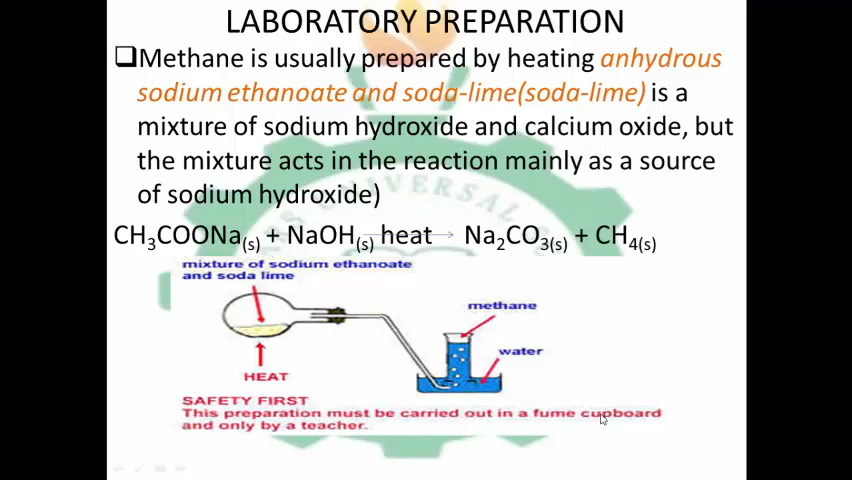 LABORATORY PREPARATION
❑Methane is usually prepared by heating anhydrous
sodium ethanoate and soda-lime(soda-lime) is a
mixture of sodium hydroxide and calcium oxide, but
the mixture acts in the reaction mainly as a source
of sodium hydroxide)
CH₃COONa₍s₎ + NaOH₍s₎ heat → Na₂CO₃₍s₎ + CH₄₍s₎
mixture of sodium ethanoate
and soda lime
methane
water
HEAT
SAFETY FIRST
This preparation must be carried out in a fume cupboard
and only by a teacher.
UNIVERSAL